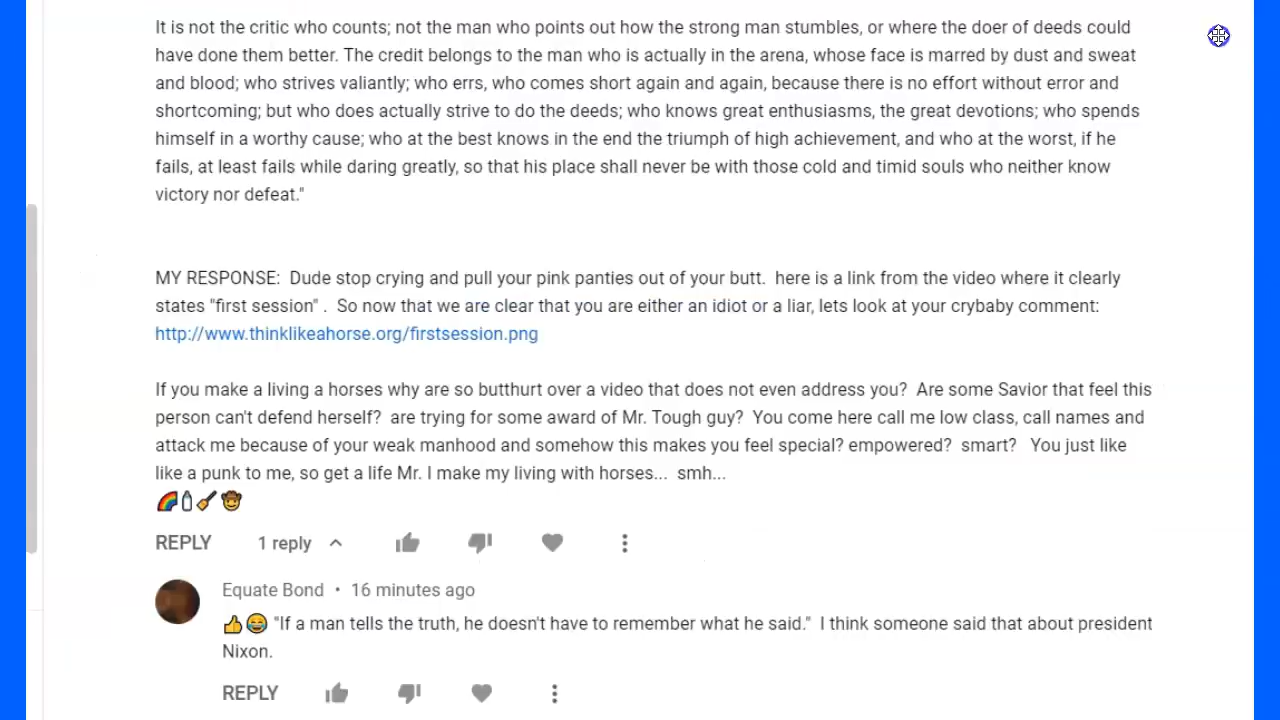 It is not the critic who counts; not the man who points out how the strong man stumbles, or where the doer of deeds could
have done them better. The credit belongs to the man who is actually in the arena, whose face is marred by dust and sweat
and blood; who strives valiantly; who errs, who comes short again and again, because there is no effort without error and
shortcoming; but who does actually strive to do the deeds; who knows great enthusiasms, the great devotions; who spends
himself in a worthy cause; who at the best knows in the end the triumph of high achievement, and who at the worst, if he
fails, at least fails while daring greatly, so that his place shall never be with those cold and timid souls who neither know
victory nor defeat."
MY RESPONSE:  Dude stop crying and pull your pink panties out of your butt.  here is a link from the video where it clearly
states "first session" .  So now that we are clear that you are either an idiot or a liar, lets look at your crybaby comment:
http://www.thinklikeahorse.org/firstsession.png
If you make a living a horses why are so butthurt over a video that does not even address you?  Are some Savior that feel this
person can't defend herself?  are trying for some award of Mr. Tough guy?  You come here call me low class, call names and
attack me because of your weak manhood and somehow this makes you feel special? empowered?  smart?   You just like
like a punk to me, so get a life Mr. I make my living with horses...  smh...
🌈🧴🧹🤠
REPLY 1 reply
Equate Bond • 16 minutes ago
👍😂 "If a man tells the truth, he doesn't have to remember what he said."  I think someone said that about president
Nixon.
REPLY